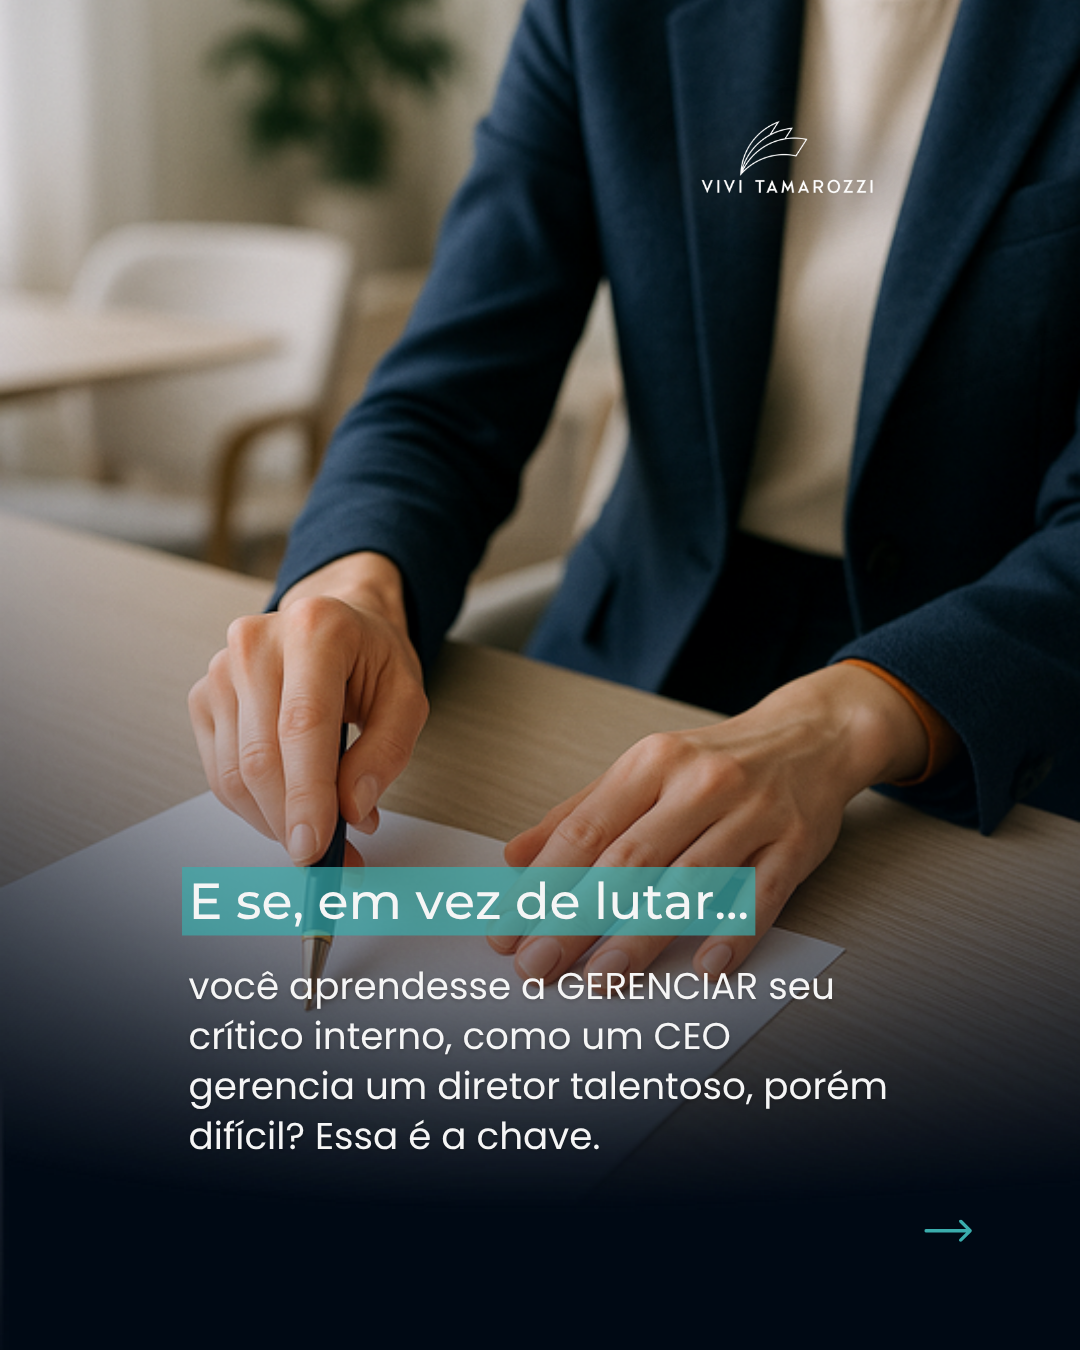 VIVI TAMAROZZI
E se, em vez de lutar...
você aprendesse a GERENCIAR seu
crítico interno, como um CEO
gerencia um diretor talentoso, porém
difícil? Essa é a chave.